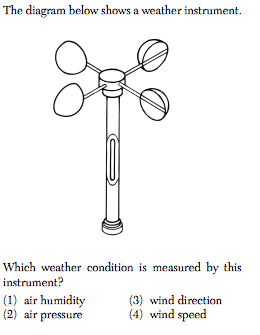 The diagram below shows a weather instrument.
Which weather condition is measured by this
instrument?
(1) air humidity (3) wind direction
(2) air pressure (4) wind speed